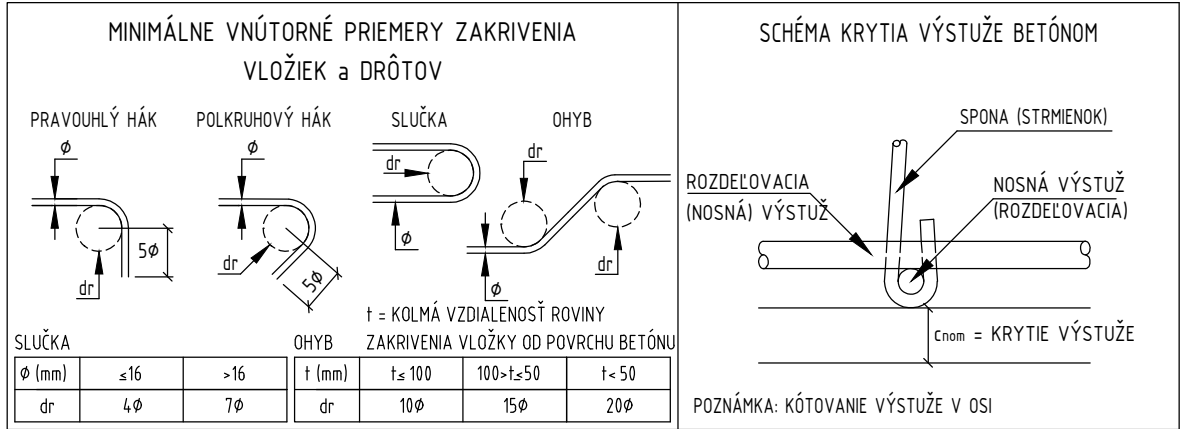 MINIMÁLNE VNÚTORNÉ PRIEMERY ZAKRIVENIA
VLOŽIEK a DRÔTOV
PRAVOUHLÝ HÁK
POLKRUHOVÝ HÁK
SLUČKA
OHYB
ϕ
5ϕ
dr
ϕ
dr
5ϕ
dr
ϕ
dr
dr
ϕ
t = KOLMÁ VZDIALENOSŤ ROVINY
ZAKRIVENIA VLOŽKY OD POVRCHU BETÓNU
SLUČKA
ϕ (mm) ≤16 >16
dr 4ϕ 7ϕ
OHYB
t (mm) t≤ 100 100>t≤50 t< 50
dr 10ϕ 15ϕ 20ϕ
SCHÉMA KRYTIA VÝSTUŽE BETÓNOM
SPONA (STRMIENOK)
ROZDEĽOVACIA
(NOSNÁ) VÝSTUŽ
NOSNÁ VÝSTUŽ
(ROZDEĽOVACIA)
Cnom = KRYTIE VÝSTUŽE
POZNÁMKA: KÓTOVANIE VÝSTUŽE V OSI